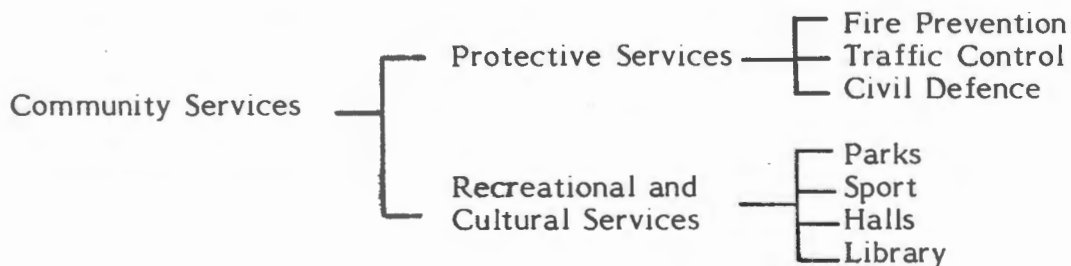 Community Services
Protective Services
Fire Prevention
Traffic Control
Civil Defence
Recreational and
Cultural Services
Parks
Sport
Halls
Library